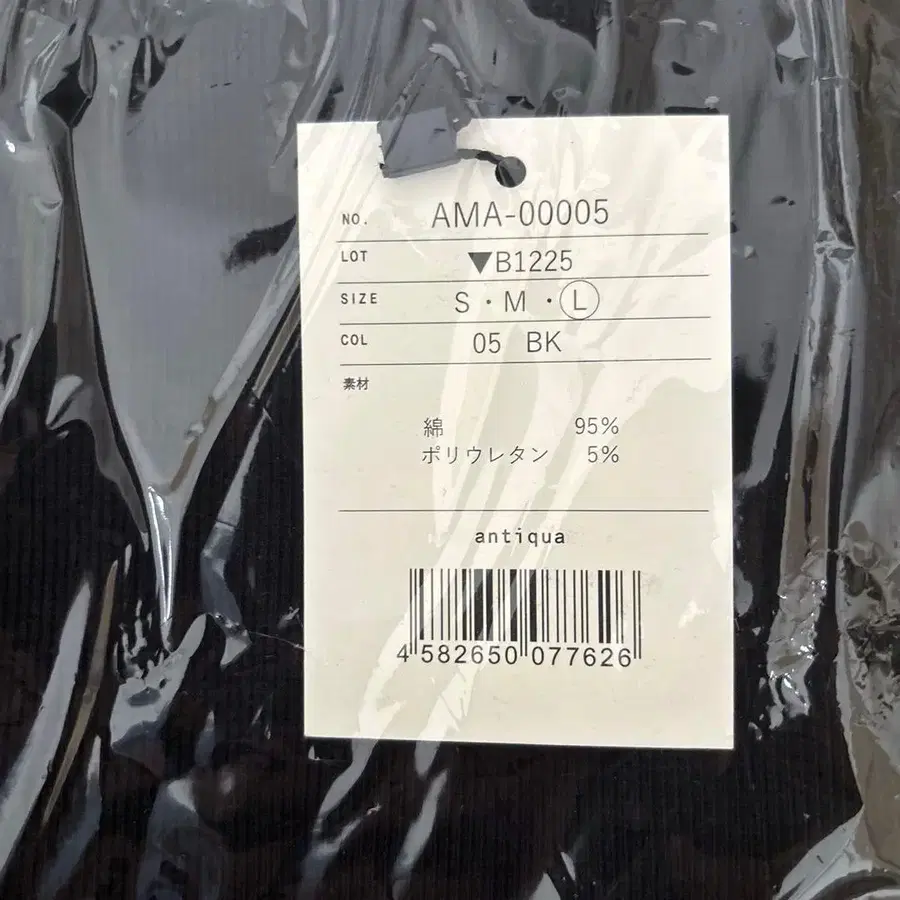 NO. AMA-00005
LOT ▼B1225
SIZE S・M・L
COL 05 BK
素材
綿 95%
ポリウレタン 5%
antiqua
4 582650 077626